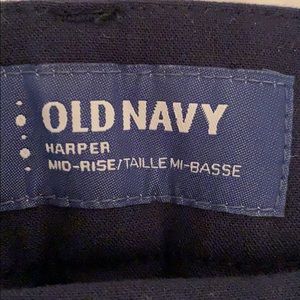 OLD NAVY
HARPER
MID-RISE/TAILLE MI-BASSE